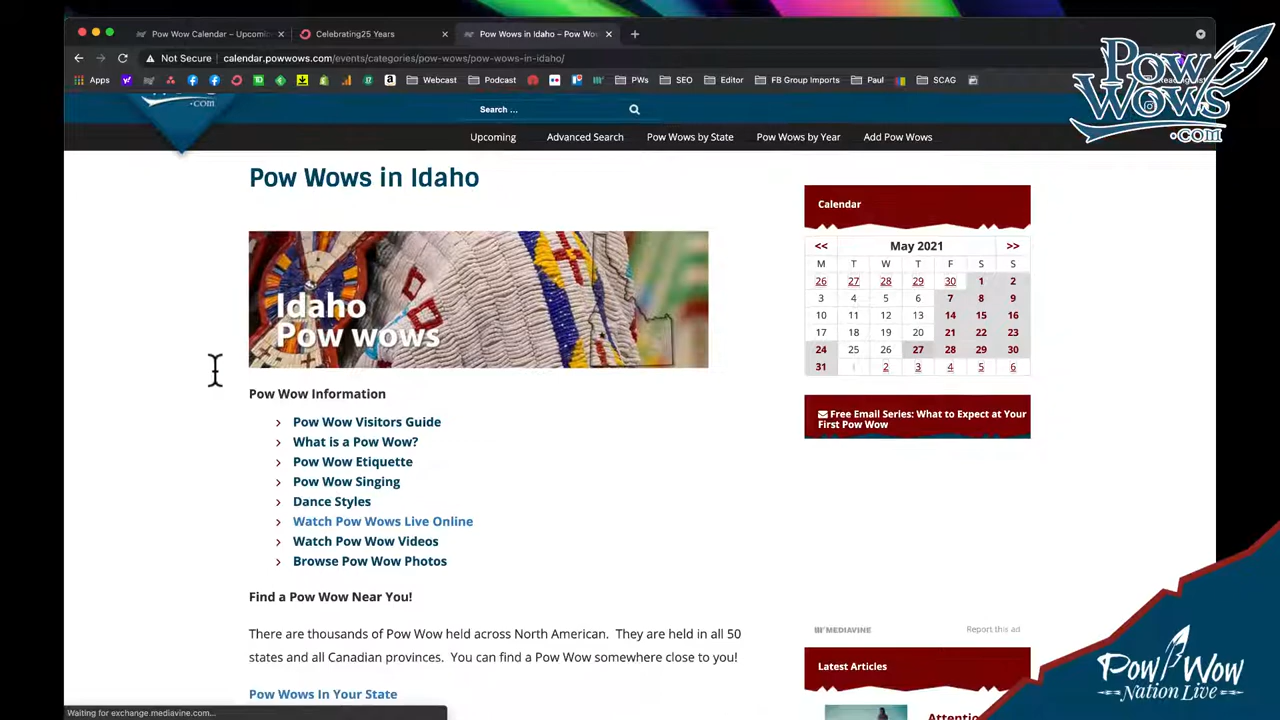 Pow Wow Calendar – Upcomin
Celebrating25 Years
Pow Wows in Idaho – Pow Wo
Not Secure
calendar.powwows.com/events/categories/pow-wows/pow-wows-in-idaho/
Apps
Webcast
Podcast
PWs
SEO
Editor
FB Group Imports
Paul
SCAG
Pow
Wows
.com
.com
Search ...
Upcoming
Advanced Search
Pow Wows by State
Pow Wows by Year
Add Pow Wows
Pow Wows in Idaho
Idaho
Pow wows
Pow Wow Information
Pow Wow Visitors Guide
What is a Pow Wow?
Pow Wow Etiquette
Pow Wow Singing
Dance Styles
Watch Pow Wows Live Online
Watch Pow Wow Videos
Browse Pow Wow Photos
Find a Pow Wow Near You!
There are thousands of Pow Wow held across North American. They are held in all 50
states and all Canadian provinces. You can find a Pow Wow somewhere close to you!
Pow Wows In Your State
Calendar
<< May 2021 >>
M T W T F S S
26 27 28 29 30 1 2
3 4 5 6 7 8 9
10 11 12 13 14 15 16
17 18 19 20 21 22 23
24 25 26 27 28 29 30
31 1 2 3 4 5 6
Free Email Series: What to Expect at Your
First Pow Wow
MEDIAVINE
Report this ad
Latest Articles
Attentio
Pow Wow
Nation Live
Waiting for exchange.mediavine.com...